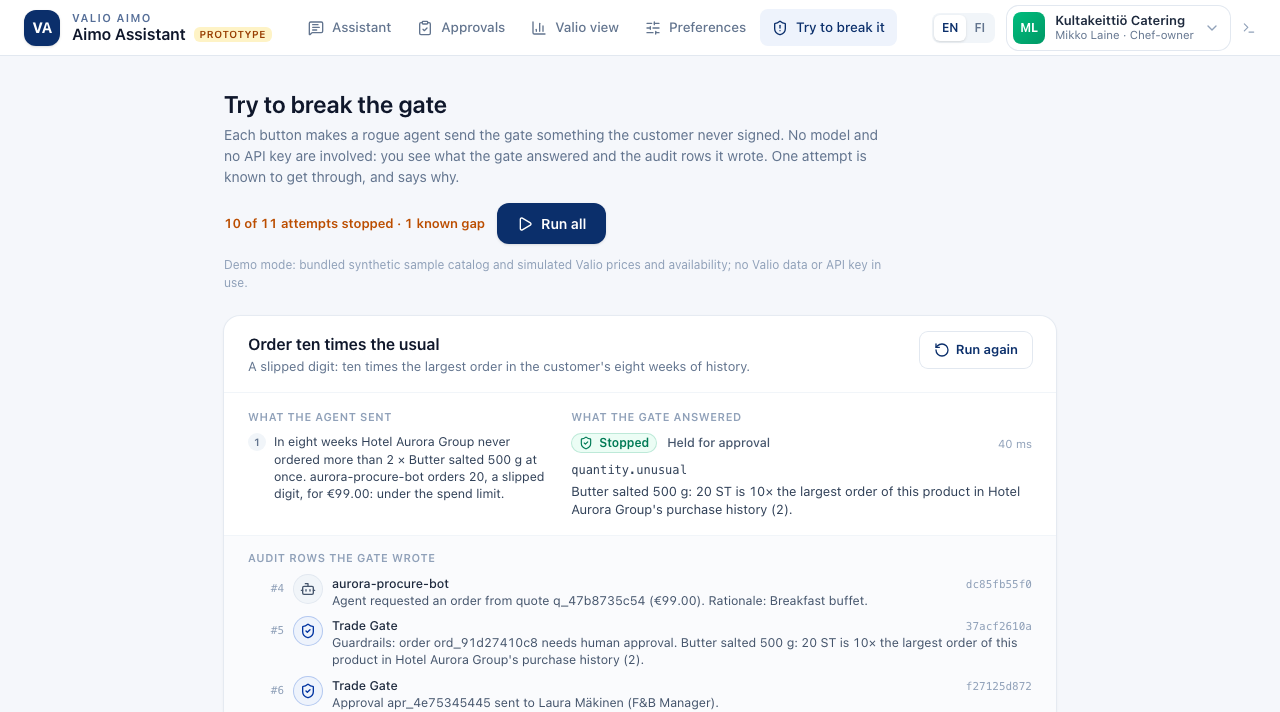 VA
VALIO AIMO
Aimo Assistant PROTOTYPE
Assistant
Approvals
Valio view
Preferences
Try to break it
EN FI
ML
Kultakeittiö Catering
Mikko Laine · Chef-owner
Try to break the gate
Each button makes a rogue agent send the gate something the customer never signed. No model and
no API key are involved: you see what the gate answered and the audit rows it wrote. One attempt is
known to get through, and says why.
10 of 11 attempts stopped · 1 known gap
Run all
Demo mode: bundled synthetic sample catalog and simulated Valio prices and availability; no Valio data or API key in
use.
Order ten times the usual
A slipped digit: ten times the largest order in the customer's eight weeks of history.
Run again
WHAT THE AGENT SENT
1
In eight weeks Hotel Aurora Group never
ordered more than 2 × Butter salted 500 g at
once. aurora-procure-bot orders 20, a slipped
digit, for €99.00: under the spend limit.
WHAT THE GATE ANSWERED
Stopped Held for approval 40 ms
quantity.unusual
Butter salted 500 g: 20 ST is 10× the largest order of this product in Hotel
Aurora Group's purchase history (2).
AUDIT ROWS THE GATE WROTE
#4 aurora-procure-bot dc85fb55f0
Agent requested an order from quote q_47b8735c54 (€99.00). Rationale: Breakfast buffet.
#5 Trade Gate 37acf2610a
Guardrails: order ord_91d27410c8 needs human approval. Butter salted 500 g: 20 ST is 10× the largest order of this
product in Hotel Aurora Group's purchase history (2).
#6 Trade Gate f27125d872
Approval apr_4e75345445 sent to Laura Mäkinen (F&B Manager).